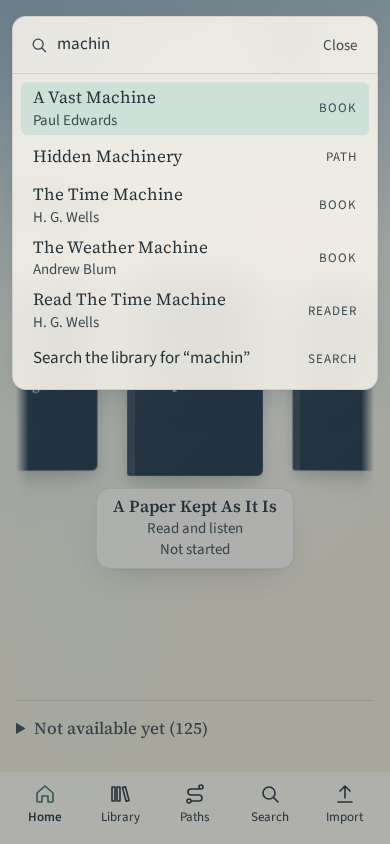 machin
Close
A Vast Machine
Paul Edwards
BOOK
Hidden Machinery
PATH
The Time Machine
H. G. Wells
BOOK
The Weather Machine
Andrew Blum
BOOK
Read The Time Machine
H. G. Wells
READER
Search the library for “machin”
SEARCH
A Paper Kept As It Is
Read and listen
Not started
Not available yet (125)
Home
Library
Paths
Search
Import